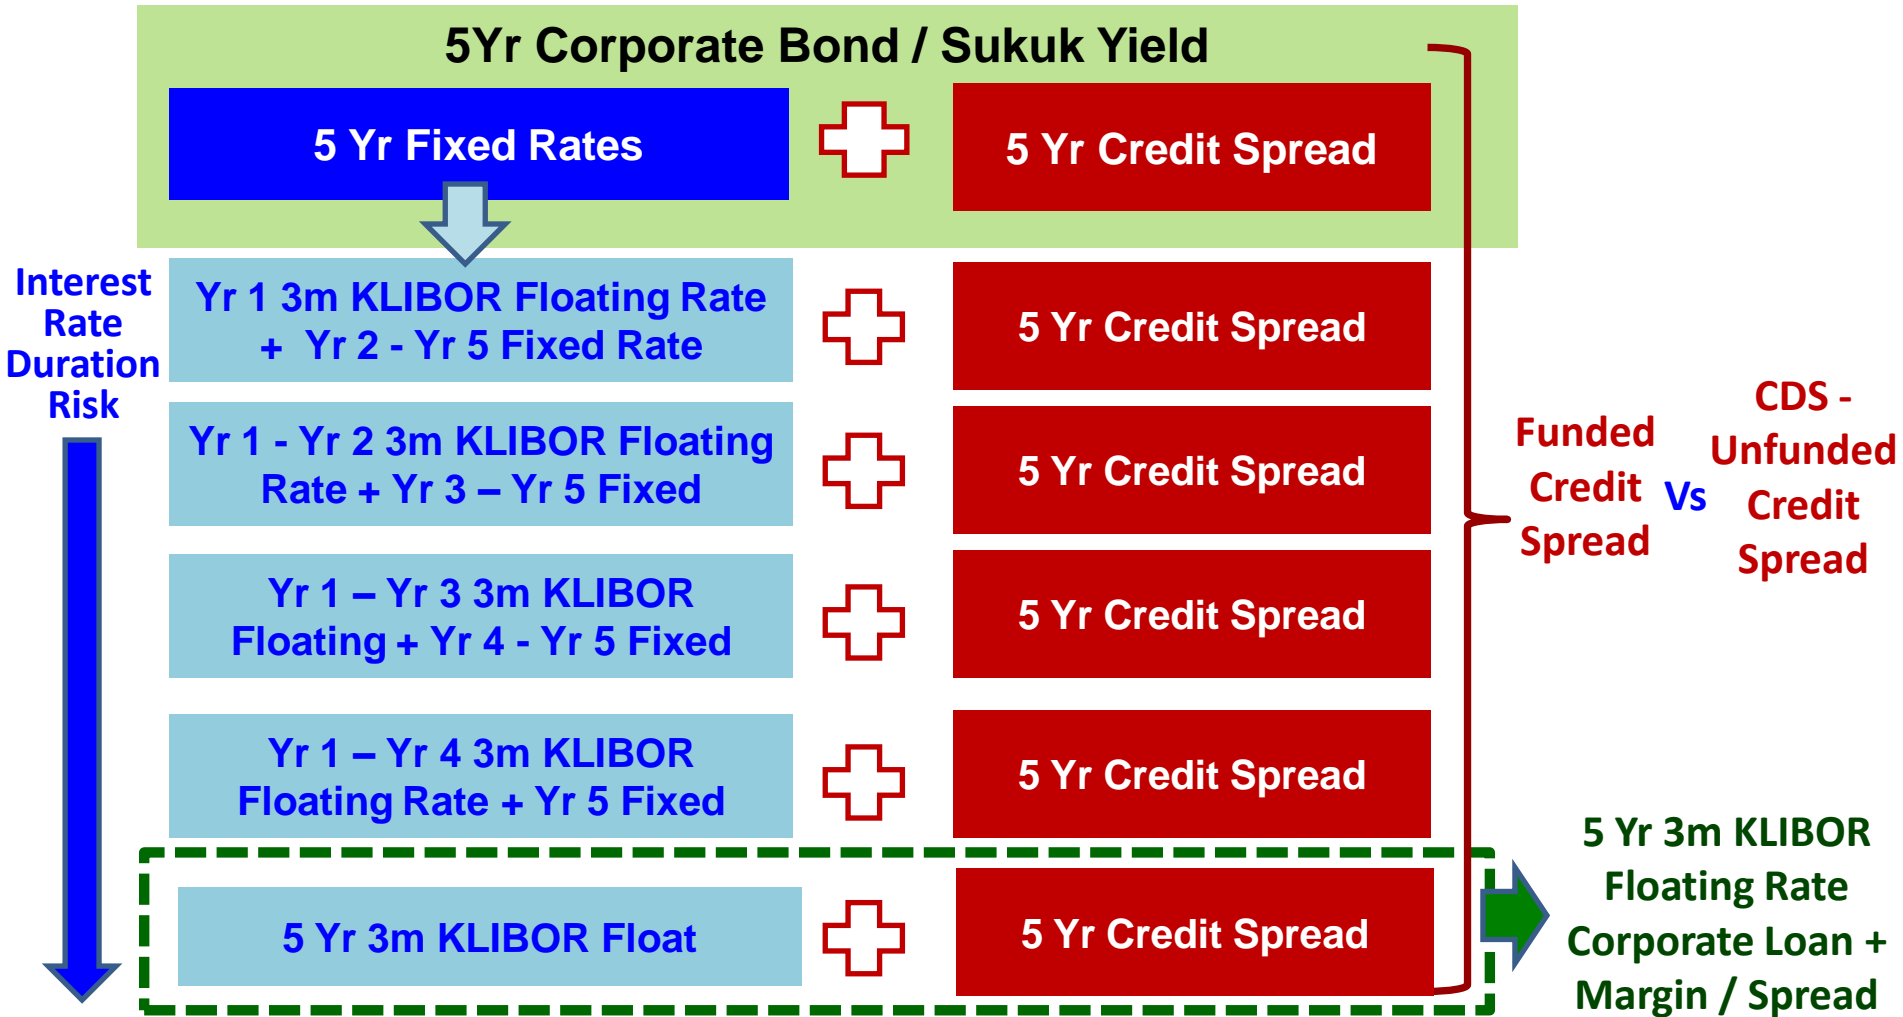 5Yr Corporate Bond / Sukuk Yield
5 Yr Fixed Rates
5 Yr Credit Spread
Interest
Rate
Duration
Risk
Yr 1 3m KLIBOR Floating Rate
+ Yr 2 - Yr 5 Fixed Rate
5 Yr Credit Spread
Yr 1 - Yr 2 3m KLIBOR Floating
Rate + Yr 3 – Yr 5 Fixed
5 Yr Credit Spread
Yr 1 – Yr 3 3m KLIBOR
Floating + Yr 4 - Yr 5 Fixed
5 Yr Credit Spread
Yr 1 – Yr 4 3m KLIBOR
Floating Rate + Yr 5 Fixed
5 Yr Credit Spread
5 Yr 3m KLIBOR Float
5 Yr Credit Spread
Funded
Credit
Spread
Vs
CDS -
Unfunded
Credit
Spread
5 Yr 3m KLIBOR
Floating Rate
Corporate Loan +
Margin / Spread